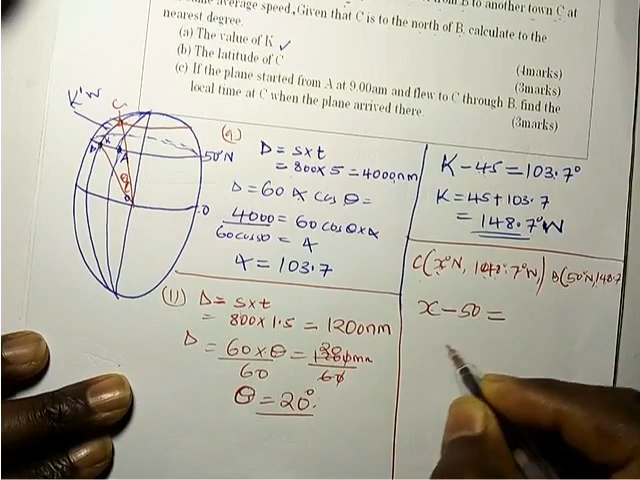 B to another town C at
average speed, Given that C is to the north of B, calculate to the
nearest degree.
(a) The value of K ✓
(4marks)
(b) The latitude of C
(3marks)
(c) If the plane started from A at 9.00am and flew to C through B, find the
local time at C when the plane arrived there.
(3marks)
K°W
C
B
K
A
50°N
0
(a)
D = S x t
= 800 x 5 = 4000nm
D = 60 α cos θ =
4000 = 60 cos θ x α
60 cos 50 = α
α = 103.7
K - 45 = 103.7°
K = 45 + 103.7
= 148.7°W
(11) D = S x t
= 800 x 1.5 = 1200nm
D = 60 x θ = 1200nm
60 60
θ = 20°.
C(x°N, 148.7°W) B(50°N, 148.7
x - 50 =